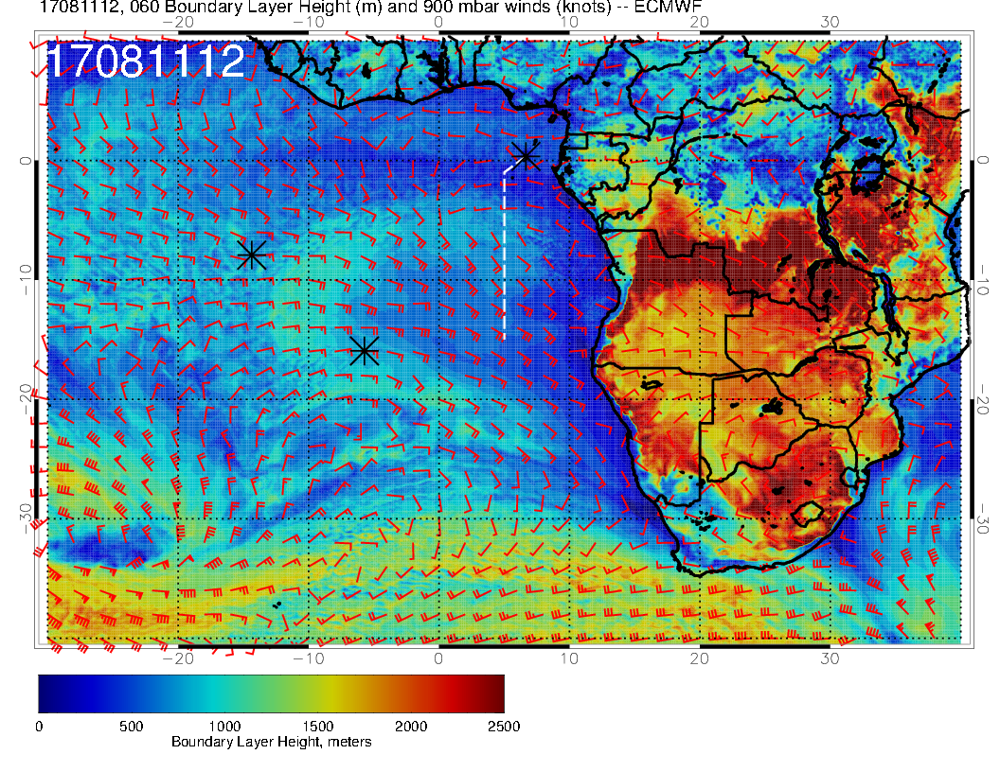 17081112, 060 Boundary Layer Height (m) and 900 mbar winds (knots) -- ECMWF
−20 −10 0 10 20 30
17081112
0 0
−10 −10
−20 −20
−30 −30
−20 −10 0 10 20 30
0 500 1000 1500 2000 2500
Boundary Layer Height, meters